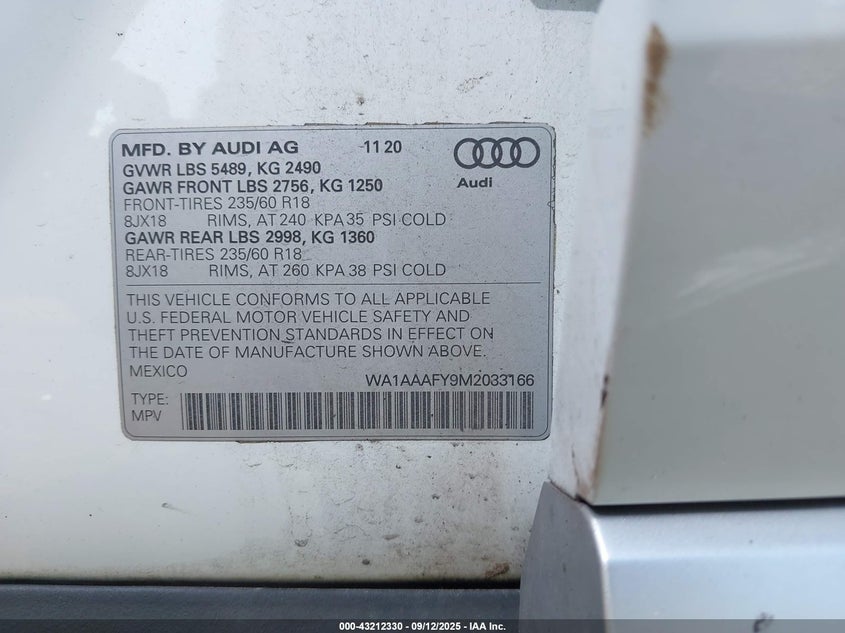 MFD. BY AUDI AG 11 20
GVWR LBS 5489, KG 2490
GAWR FRONT LBS 2756, KG 1250
FRONT-TIRES 235/60 R18
8JX18 RIMS, AT 240 KPA 35 PSI COLD
GAWR REAR LBS 2998, KG 1360
REAR-TIRES 235/60 R18
8JX18 RIMS, AT 260 KPA 38 PSI COLD
Audi
THIS VEHICLE CONFORMS TO ALL APPLICABLE
U.S. FEDERAL MOTOR VEHICLE SAFETY AND
THEFT PREVENTION STANDARDS IN EFFECT ON
THE DATE OF MANUFACTURE SHOWN ABOVE.
MEXICO
WA1AAAFY9M2033166
TYPE:
MPV
000-43212330 - 09/12/2025 - IAA Inc.